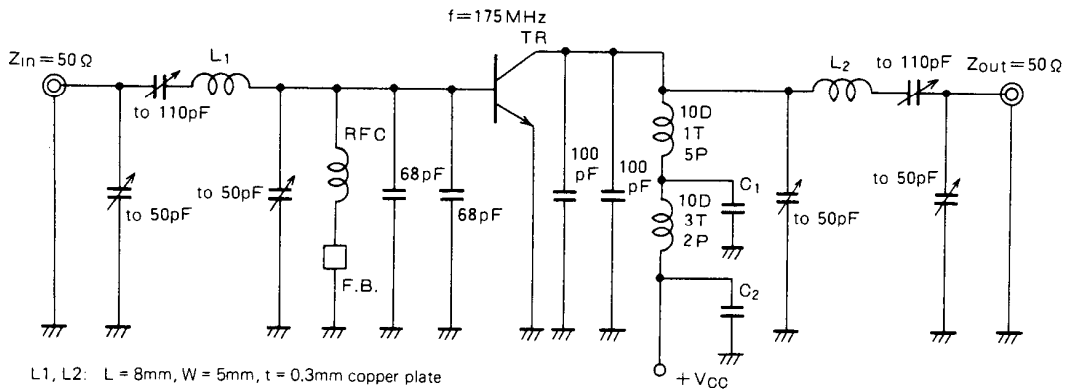 f=175MHz
TR
Zin=50Ω
L1
to 110pF
to 50pF
to 50pF
RFC
F.B.
68pF
68pF
100
pF
100
pF
10D
1T
5P
C1
10D
3T
2P
C2
+VCC
to 50pF
L2
to 110pF
Zout=50Ω
to 50pF
L1, L2: L = 8mm, W = 5mm, t = 0.3mm copper plate